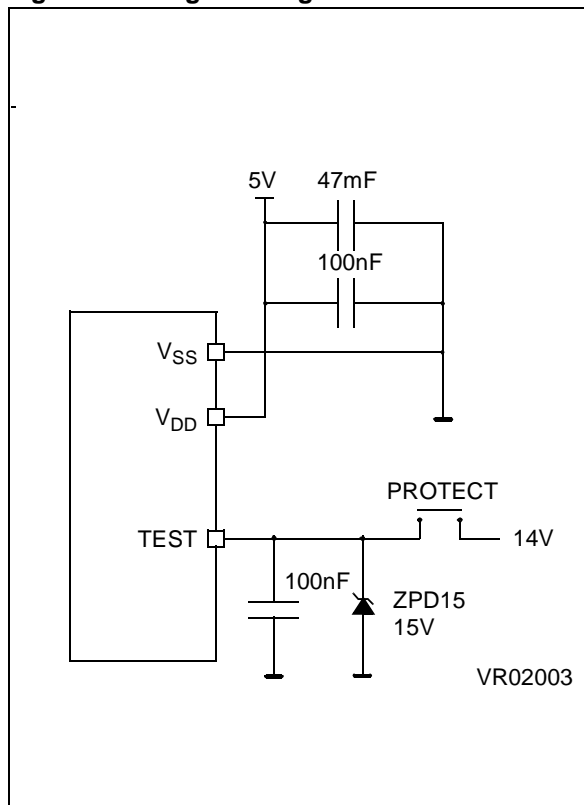 5V
47mF
100nF
VSS
VDD
PROTECT
TEST
14V
100nF
ZPD15
15V
VR02003